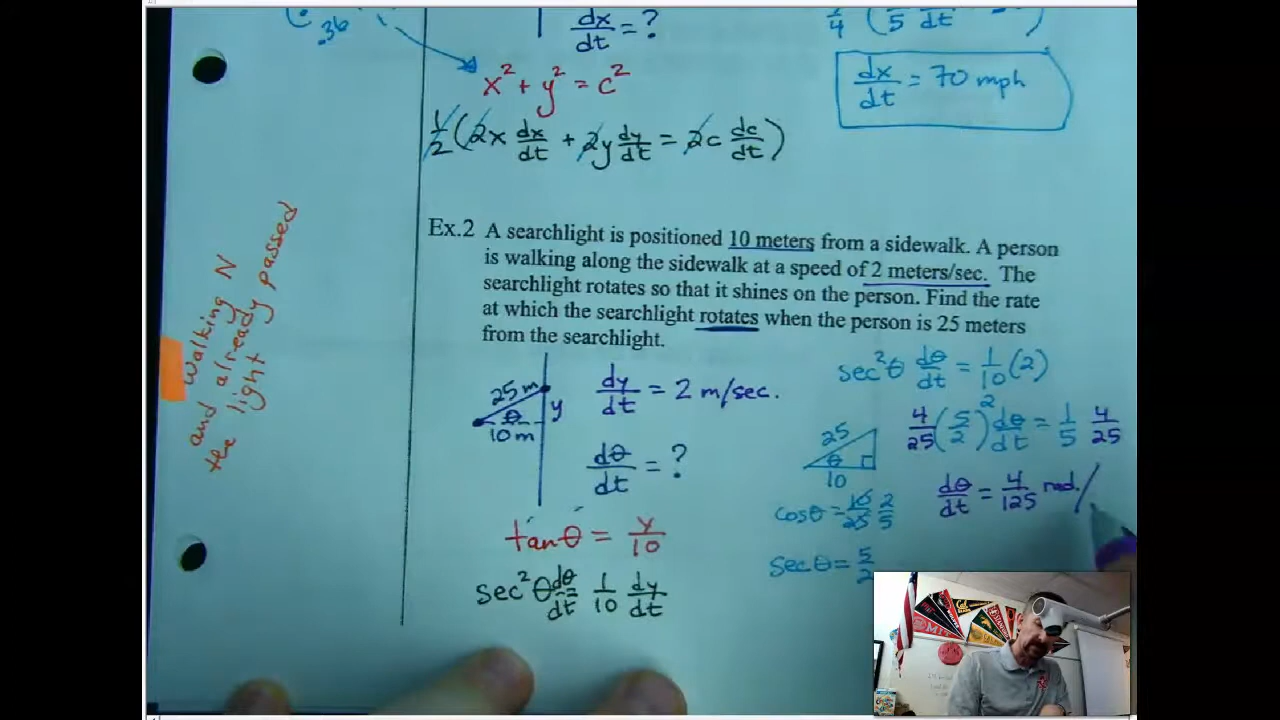 .36
dx/dt = ?
x² + y² = c²
½(2x dx/dt + 2y dy/dt = 2c dc/dt)
dx/dt = 70 mph
and walking N
and already passed
the light
Ex.2 A searchlight is positioned 10 meters from a sidewalk. A person
is walking along the sidewalk at a speed of 2 meters/sec. The
searchlight rotates so that it shines on the person. Find the rate
at which the searchlight rotates when the person is 25 meters
from the searchlight.
25 m
θ
10 m
y
dy/dt = 2 m/sec.
dθ/dt = ?
tanθ = y/10
sec²θ dθ/dt = 1/10 dy/dt
sec²θ dθ/dt = 1/10 (2)
25
θ
10
4/25 (5/2)² dθ/dt = 1/5 4/25
cosθ = 10/25 2/5
dθ/dt = 4/125 rad./
secθ = 5/2
MIT